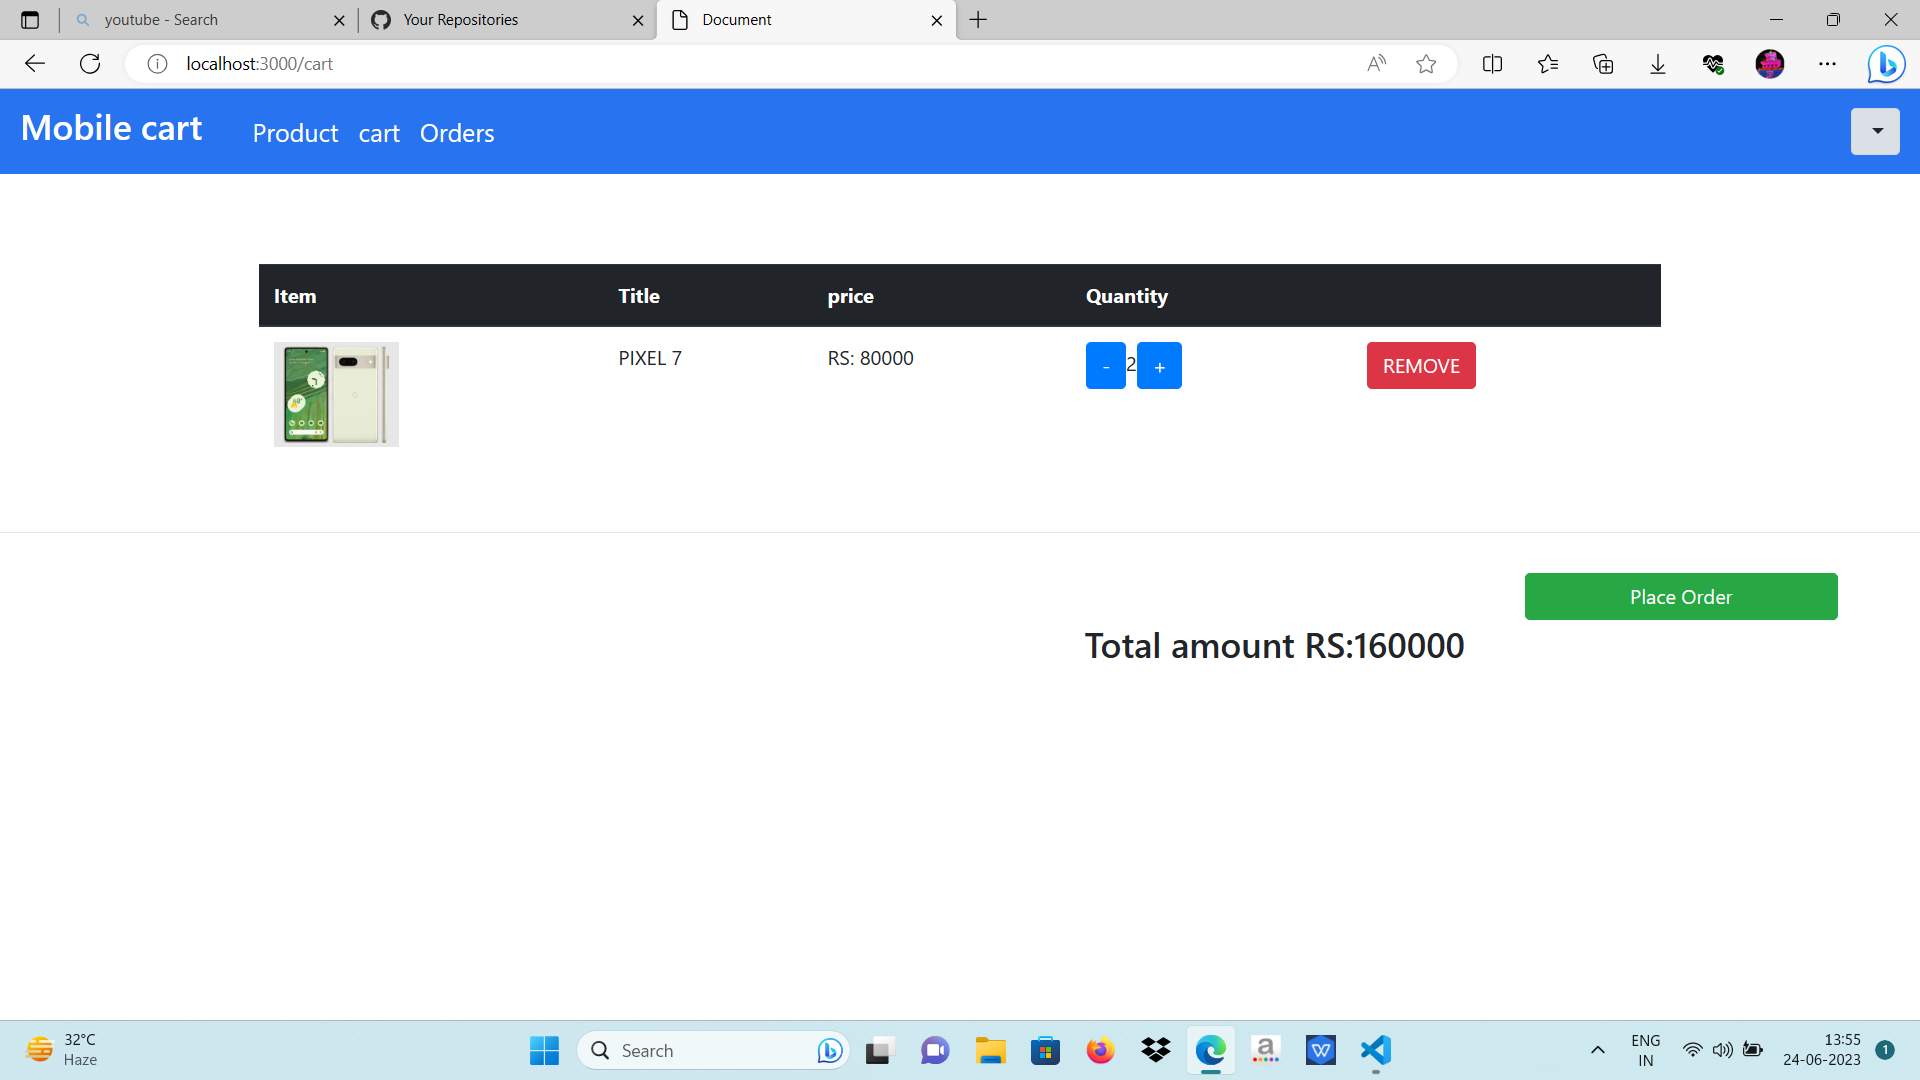 youtube - Search
Your Repositories
Document
localhost:3000/cart
Mobile cart Product cart Orders
Item Title price Quantity
PIXEL 7 RS: 80000 - 2 + REMOVE
Place Order
Total amount RS:160000
32°C
Haze
Search
ENG
IN
13:55
24-06-2023
1